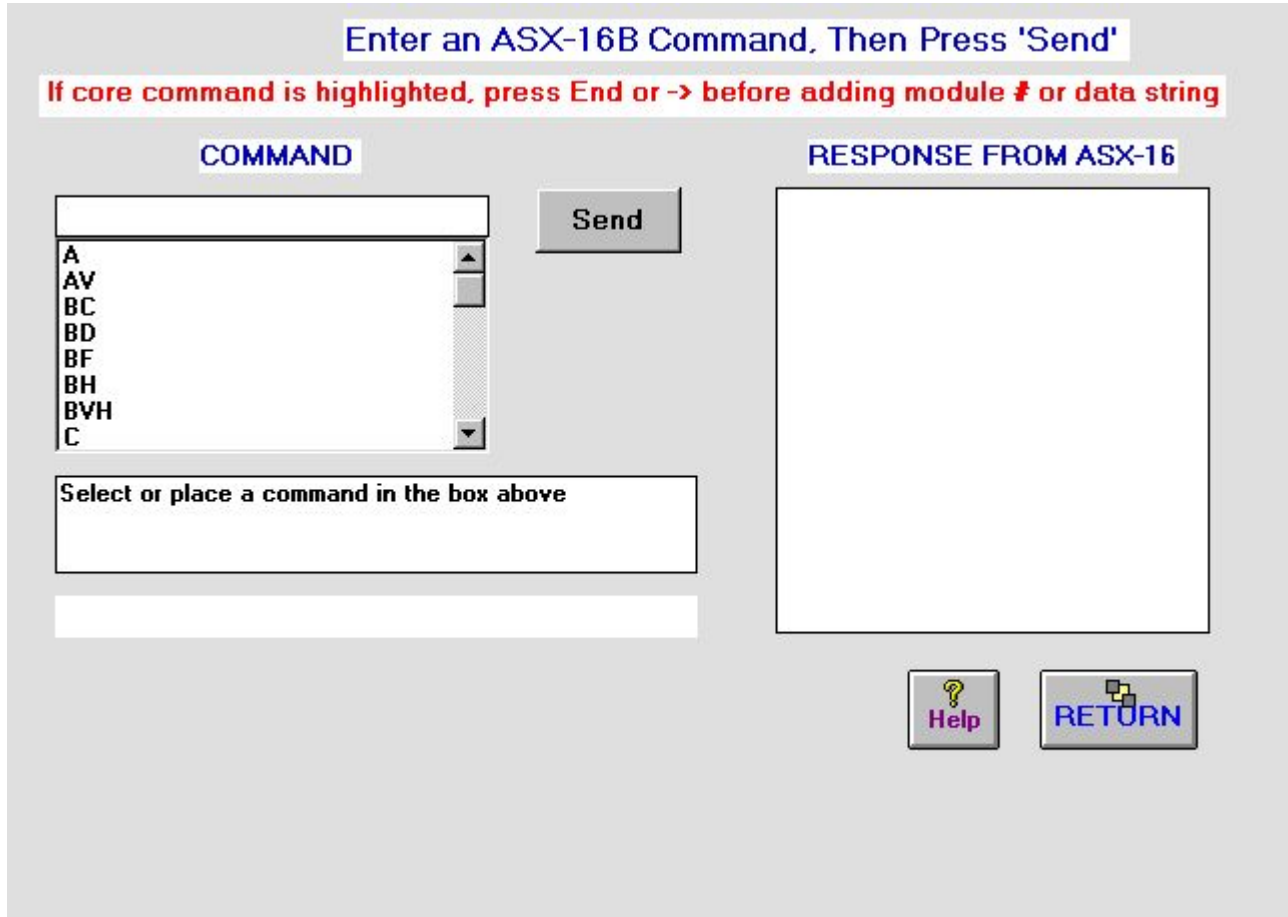 Enter an ASX-16B Command, Then Press 'Send'
If core command is highlighted, press End or -> before adding module # or data string
COMMAND
RESPONSE FROM ASX-16
Send
A
AV
BC
BD
BF
BH
BVH
C
Select or place a command in the box above
? Help
RETURN